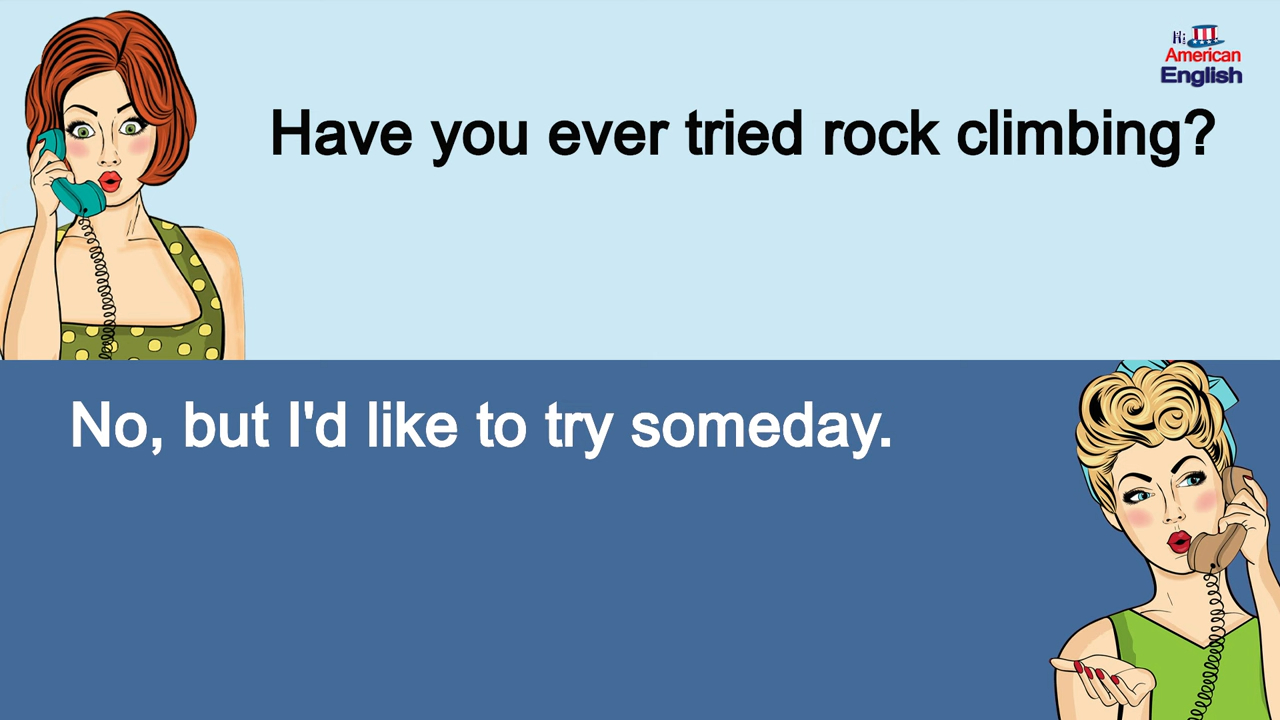 Hi
American
English
Have you ever tried rock climbing?
No, but I'd like to try someday.